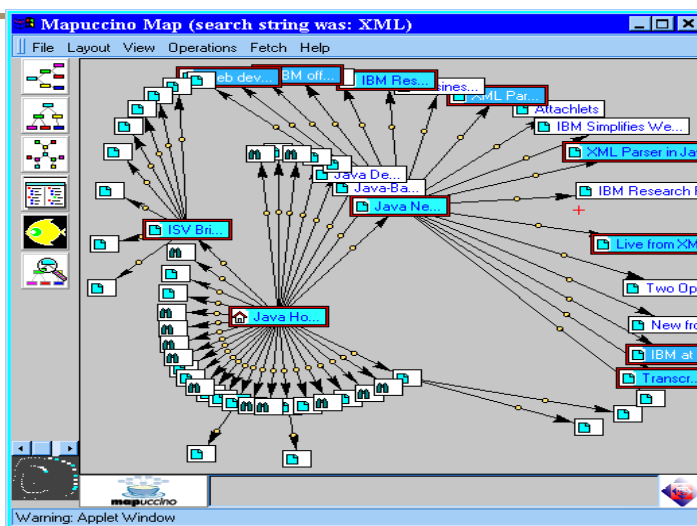 Mapuccino Map (search string was: XML)
File Layout View Operations Fetch Help
eb dev...
BM off...
IBM Res...
sines...
XML Par...
Attachlets
IBM Simplifies We...
XML Parser in Jav
Java De...
Java-Ba...
IBM Research
Java Ne...
ISV Bri...
Live from XM
Two Op
Java Ho...
New fro
IBM at
Transcr...
mapuccino
Warning: Applet Window